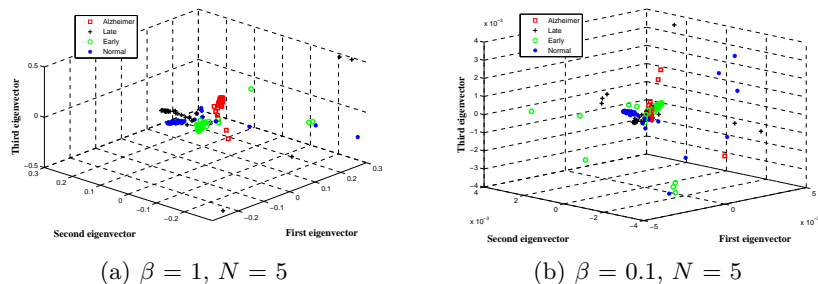 Alzheimer
Late
Early
Normal
0.5
0
−0.5
0.3
0.2
0.1
0
−0.1
−0.2
−0.2
−0.1
0
0.1
0.2
0.3
Third eigenvector
Second eigenvector
First eigenvector
(a) β = 1, N = 5
x 10⁻³
Alzheimer
Late
Early
Normal
4
3
2
1
0
−1
−2
−3
−4
4
2
0
−2
−4
x 10⁻³
−5
0
5
Third eigenvector
Second eigenvector
First eigenvector
(b) β = 0.1, N = 5